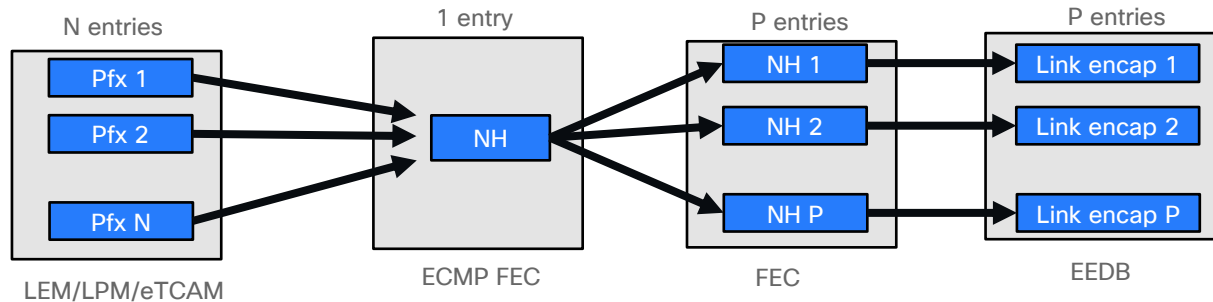 N entries
1 entry
P entries
P entries
Pfx 1
Pfx 2
Pfx N
NH
NH 1
NH 2
NH P
Link encap 1
Link encap 2
Link encap P
LEM/LPM/eTCAM
ECMP FEC
FEC
EEDB